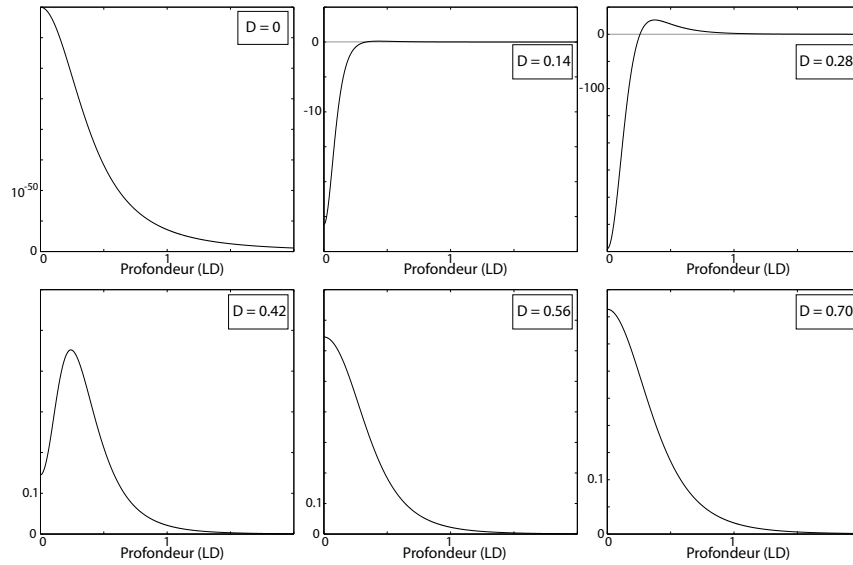 D = 0
10-50
0
0 1
Profondeur (LD)
D = 0.14
0
-10
0 1
Profondeur (LD)
D = 0.28
0
-100
0 1
Profondeur (LD)
D = 0.42
0.1
0
0 1
Profondeur (LD)
D = 0.56
0.1
0
0 1
Profondeur (LD)
D = 0.70
0.1
0
0 1
Profondeur (LD)